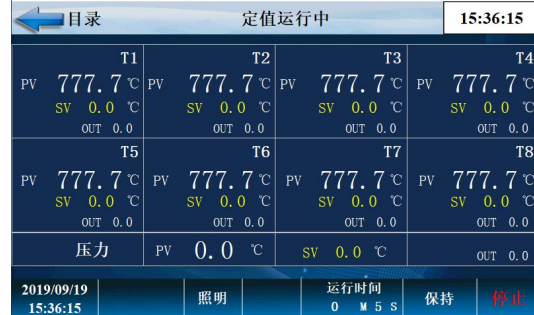 目录 定值运行中 15:36:15
T1 T2 T3 T4
PV 777.7 ℃ PV 777.7 ℃ PV 777.7 ℃ PV 777.7 ℃
SV 0.0 ℃ SV 0.0 ℃ SV 0.0 ℃ SV 0.0 ℃
OUT 0.0 OUT 0.0 OUT 0.0 OUT 0.0
T5 T6 T7 T8
PV 777.7 ℃ PV 777.7 ℃ PV 777.7 ℃ PV 777.7 ℃
SV 0.0 ℃ SV 0.0 ℃ SV 0.0 ℃ SV 0.0 ℃
OUT 0.0 OUT 0.0 OUT 0.0 OUT 0.0
压力 PV 0.0 ℃ SV 0.0 ℃ OUT 0.0
2019/09/19 照明 运行时间 保持 停止
15:36:15 0 M 5 S